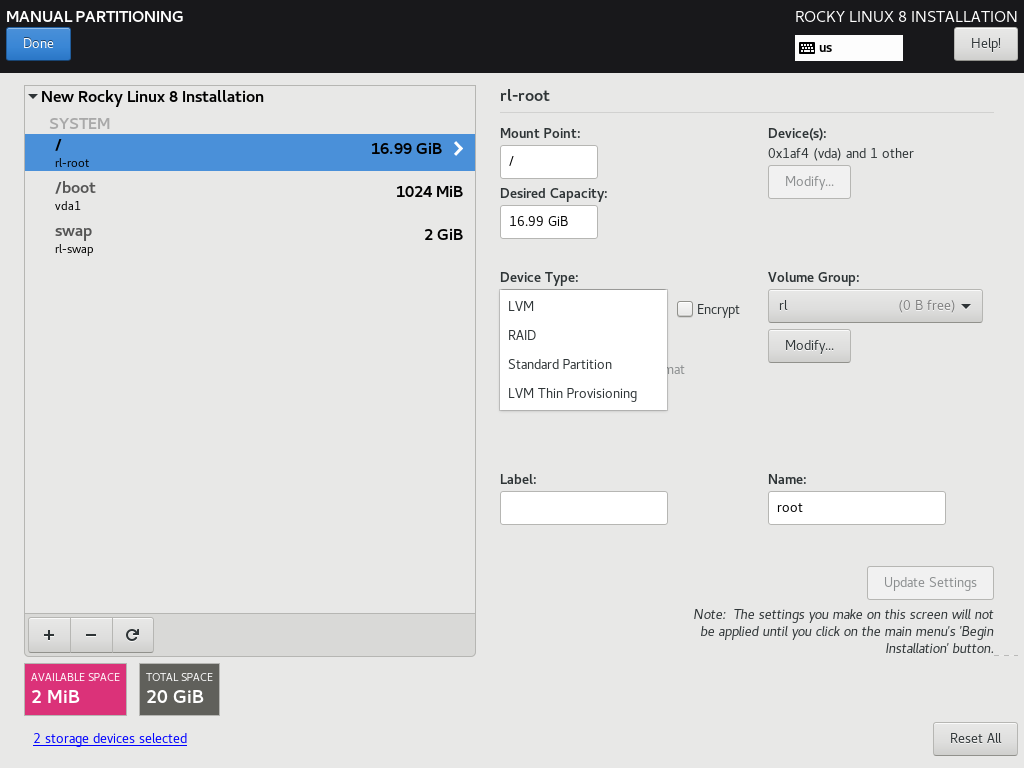 MANUAL PARTITIONING
ROCKY LINUX 8 INSTALLATION
Done
us
Help!
New Rocky Linux 8 Installation
SYSTEM
/
rl-root
16.99 GiB
/boot
vda1
1024 MiB
swap
rl-swap
2 GiB
rl-root
Mount Point:
/
Desired Capacity:
16.99 GiB
Device(s):
0x1af4 (vda) and 1 other
Modify...
Device Type:
LVM
RAID
Standard Partition
LVM Thin Provisioning
Encrypt
mat
Volume Group:
rl (0 B free)
Modify...
Label:
Name:
root
Update Settings
Note: The settings you make on this screen will not
be applied until you click on the main menu's 'Begin
Installation' button.
AVAILABLE SPACE
2 MiB
TOTAL SPACE
20 GiB
2 storage devices selected
Reset All